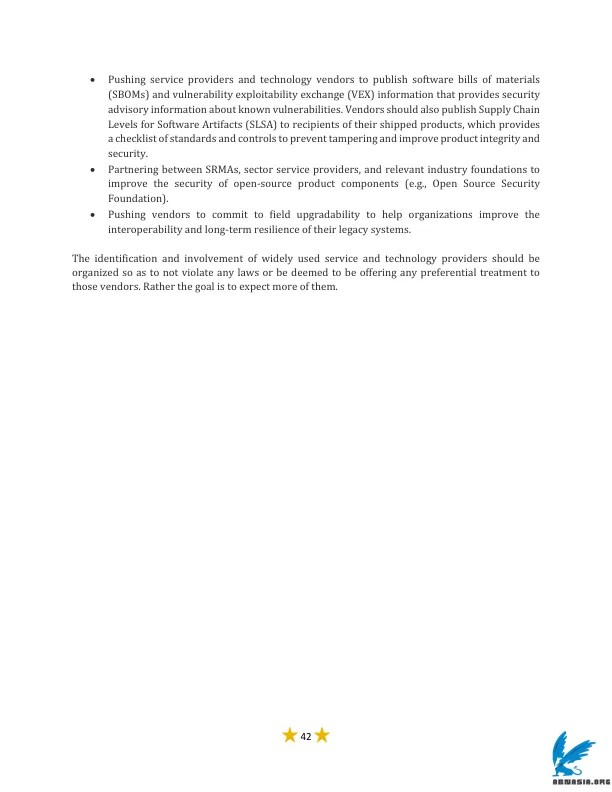 • Pushing service providers and technology vendors to publish software bills of materials
(SBOMs) and vulnerability exploitability exchange (VEX) information that provides security
advisory information about known vulnerabilities. Vendors should also publish Supply Chain
Levels for Software Artifacts (SLSA) to recipients of their shipped products, which provides
a checklist of standards and controls to prevent tampering and improve product integrity and
security.
• Partnering between SRMAs, sector service providers, and relevant industry foundations to
improve the security of open-source product components (e.g., Open Source Security
Foundation).
• Pushing vendors to commit to field upgradability to help organizations improve the
interoperability and long-term resilience of their legacy systems.
The identification and involvement of widely used service and technology providers should be
organized so as to not violate any laws or be deemed to be offering any preferential treatment to
those vendors. Rather the goal is to expect more of them.
42
ABNASIA.ORG